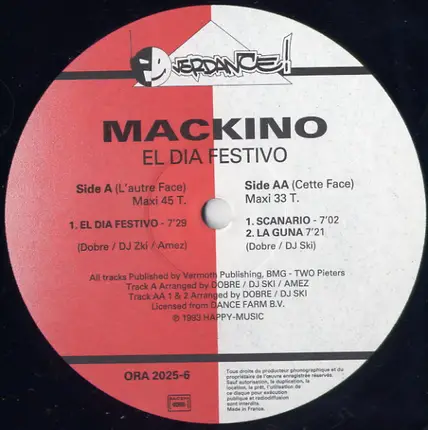 OVERDANCE!
MACKINO
EL DIA FESTIVO
Side A (L'autre Face)
Maxi 45 T.
1. EL DIA FESTIVO - 7'29
(Dobre / DJ Zki / Amez)
Side AA (Cette Face)
Maxi 33 T.
1. SCANARIO - 7'02
2. LA GUNA 7'21
(Dobre / DJ Ski)
All tracks Published by Vermoth Publishing, BMG - TWO Pieters
Track A Arranged by DOBRE / DJ SKI / AMEZ
Track AA 1 & 2 Arranged by DOBRE / DJ SKI
Licensed from DANCE FARM B.V.
℗ 1993 HAPPY-MUSIC
ORA 2025-6
Tous droits du producteur phonographique et du
propriétaire de l'œuvre enregistrée réservés.
Sauf autorisation, la duplication, la
location, le prêt, l'utilisation de
ce disque pour exécution
publique et radiodiffusion
sont interdits.
Made in France.